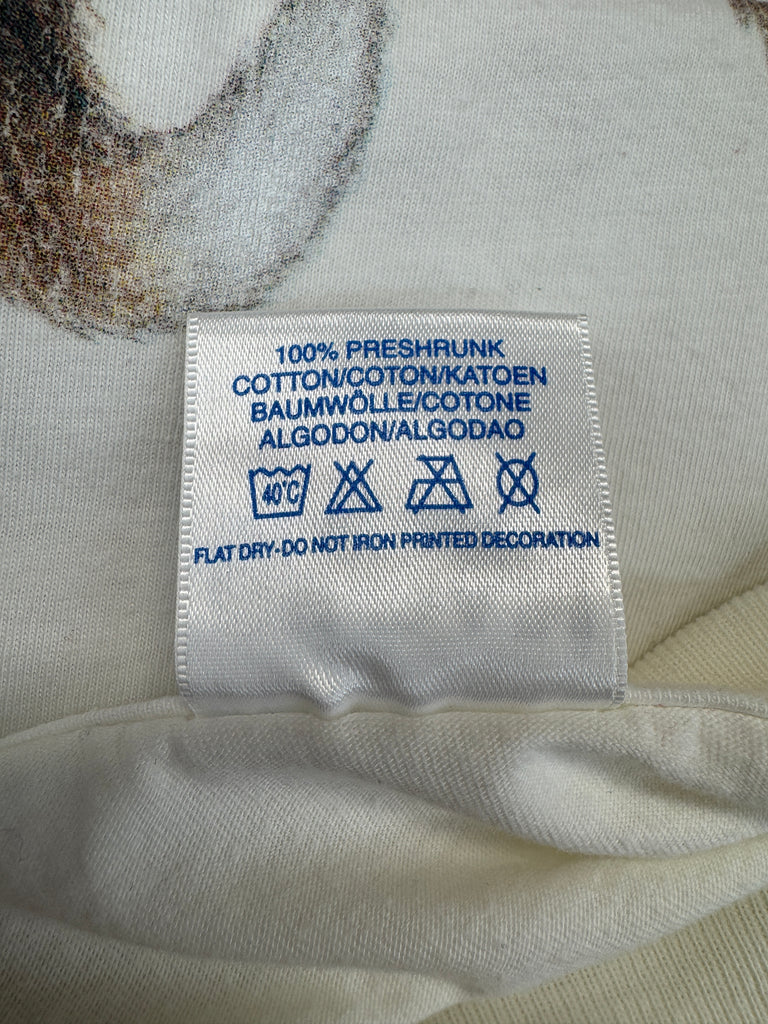 100% PRESHRUNK
COTTON/COTON/KATOEN
BAUMWÖLLE/COTONE
ALGODON/ALGODAO
40°C
FLAT DRY-DO NOT IRON PRINTED DECORATION